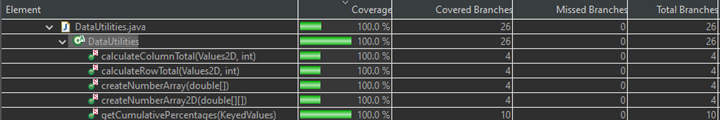 Element Coverage Covered Branches Missed Branches Total Branches
DataUtilities.java 100.0 % 26 0 26
DataUtilities 100.0 % 26 0 26
calculateColumnTotal(Values2D, int) 100.0 % 4 0 4
calculateRowTotal(Values2D, int) 100.0 % 4 0 4
createNumberArray(double[]) 100.0 % 4 0 4
createNumberArray2D(double[][]) 100.0 % 4 0 4
getCumulativePercentages(KeyedValues) 100.0 % 10 0 10